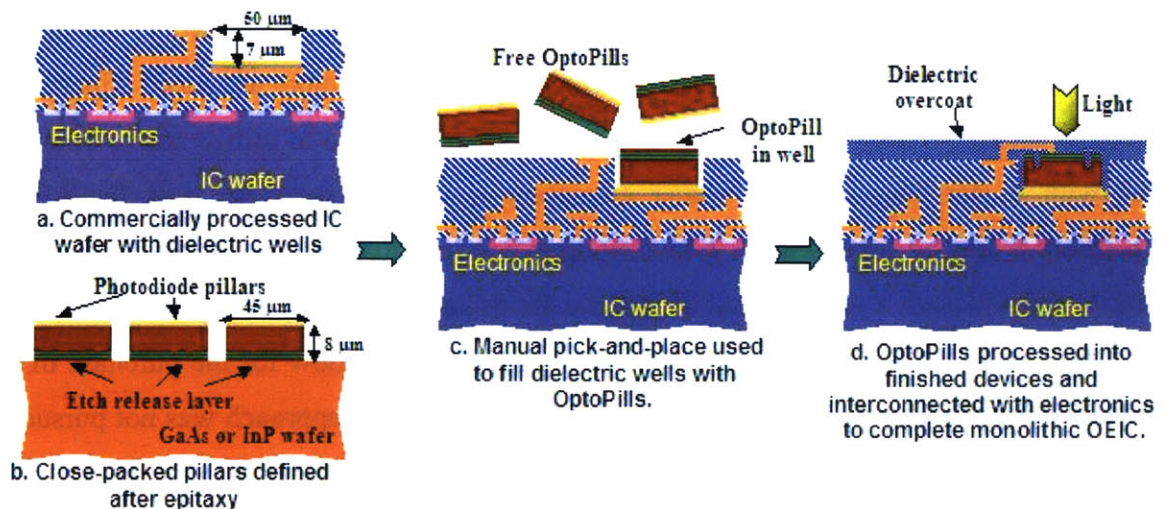 50 µm
7 µm
Electronics
IC wafer
a. Commercially processed IC
wafer with dielectric wells
Photodiode pillars
45 µm
8 µm
Etch release layer
GaAs or InP wafer
b. Close-packed pillars defined
after epitaxy
Free OptoPills
OptoPill
in well
Electronics
IC wafer
c. Manual pick-and-place used
to fill dielectric wells with
OptoPills.
Dielectric
overcoat
Light
Electronics
IC wafer
d. OptoPills processed into
finished devices and
interconnected with electronics
to complete monolithic OEIC.